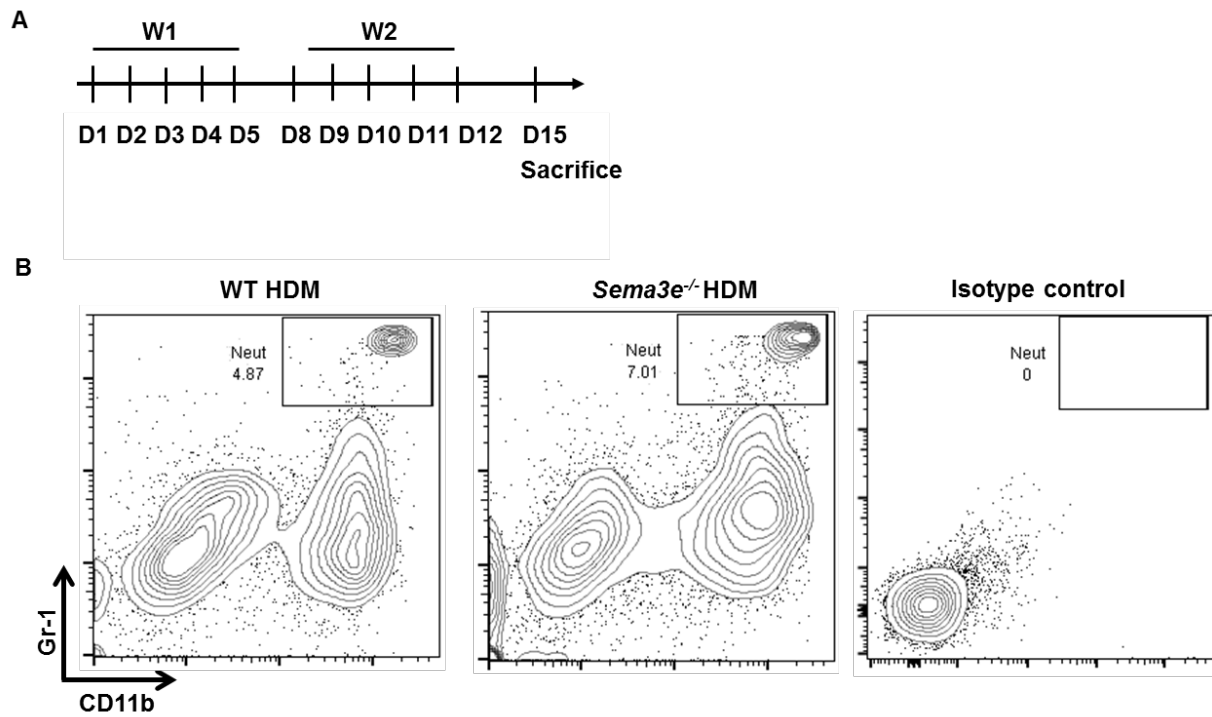 A
W1 W2
D1 D2 D3 D4 D5 D8 D9 D10 D11 D12 D15
Sacrifice
B
WT HDM Sema3e-/- HDM Isotype control
Neut
4.87
Neut
7.01
Neut
0
Gr-1
CD11b